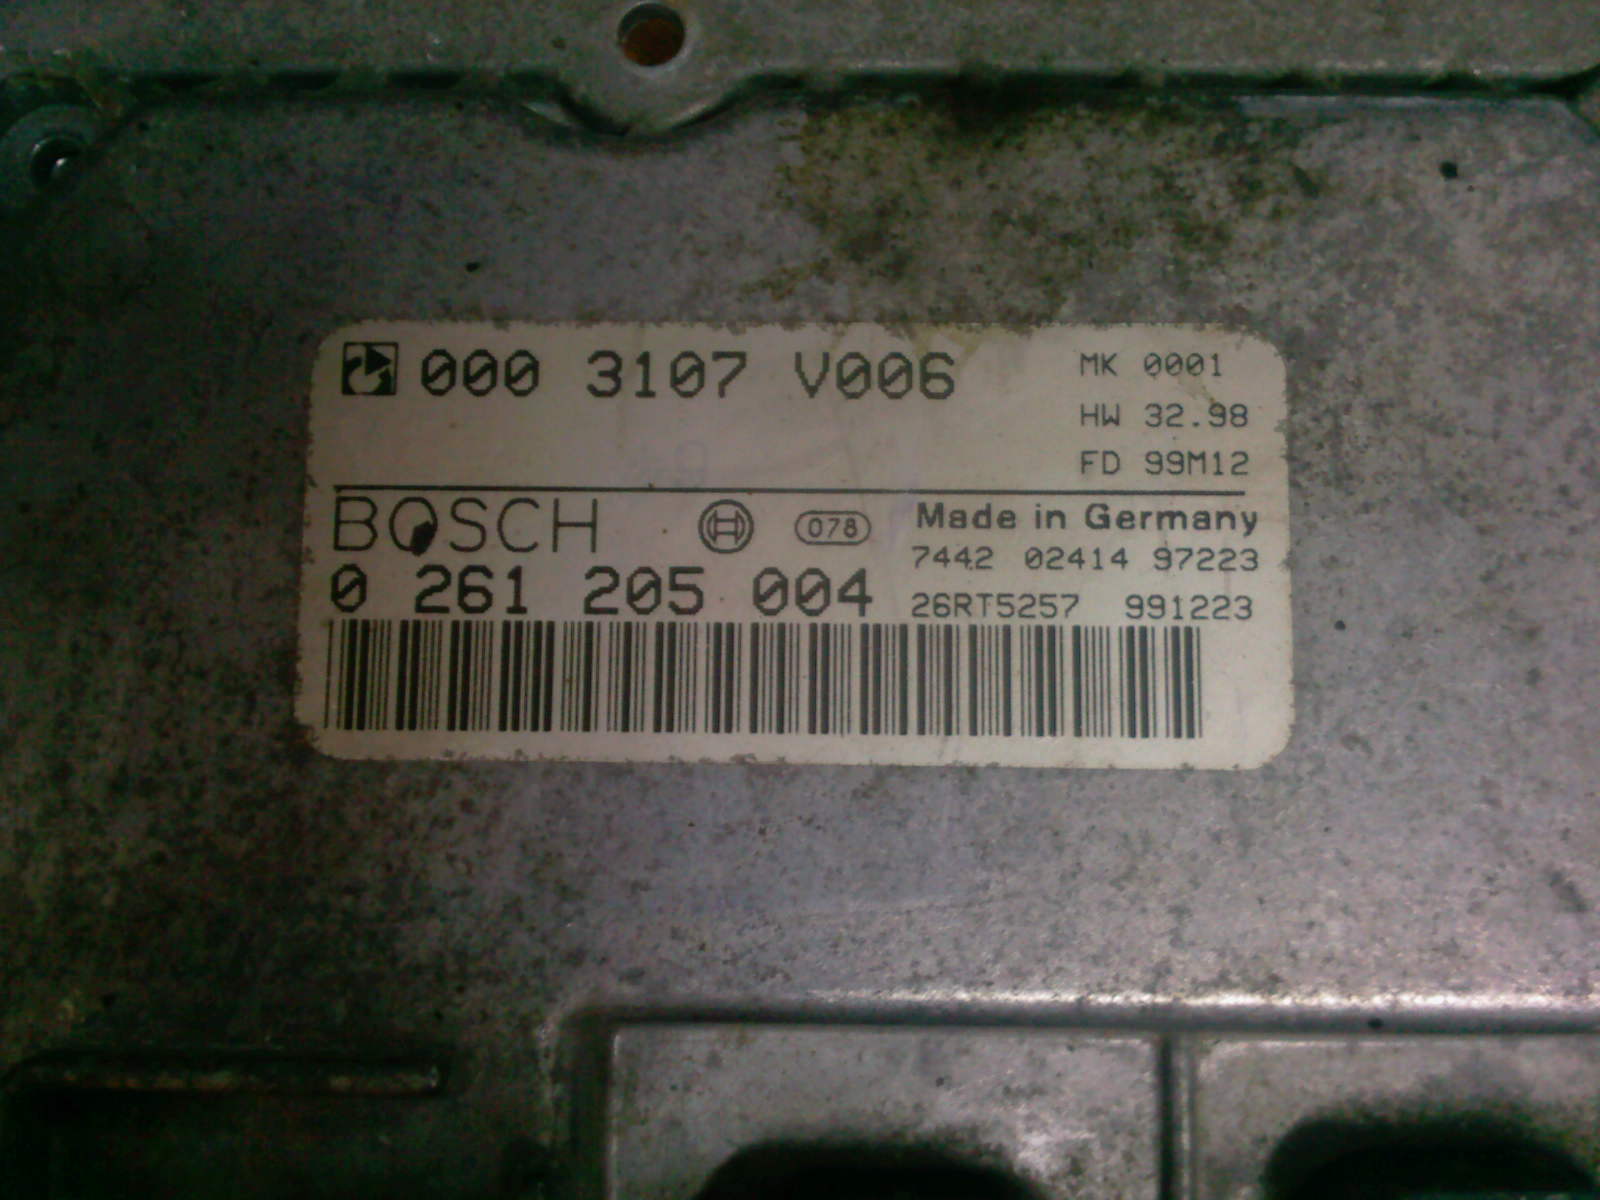 000 3107 V006
MK 0001
HW 32.98
FD 99M12
BOSCH
078
Made in Germany
7442 02414 97223
0 261 205 004
26RT5257 991223